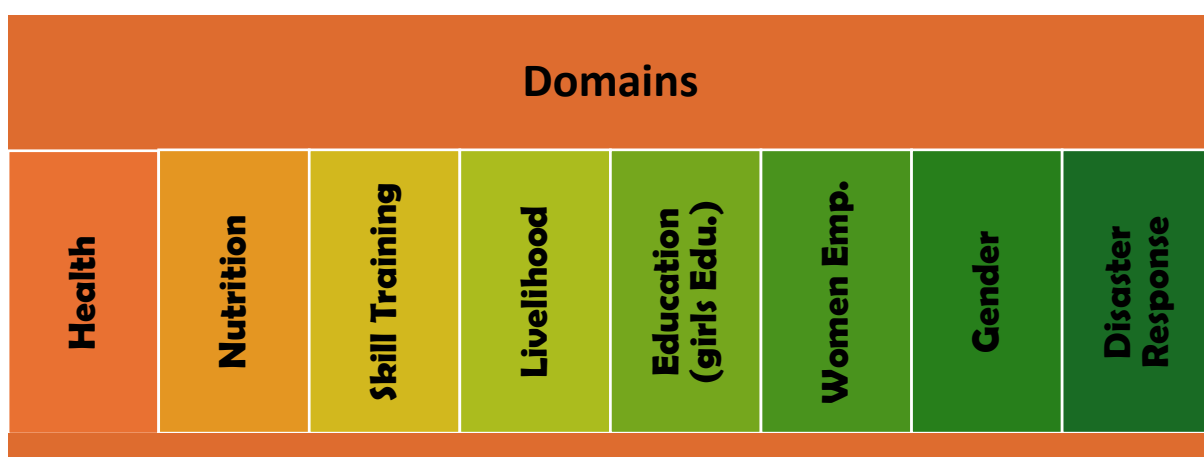 Domains
Health
Nutrition
Skill Training
Livelihood
Education
(girls Edu.)
Women Emp.
Gender
Disaster
Response